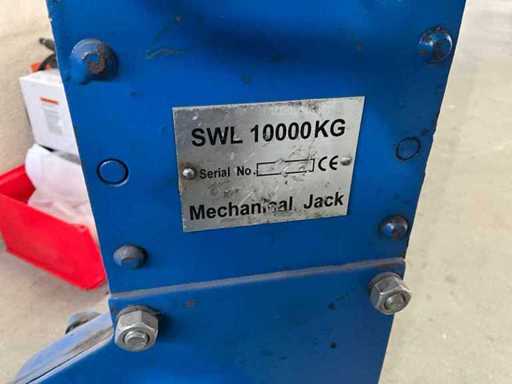 SWL 10000KG
Serial No. CE
Mechanical Jack